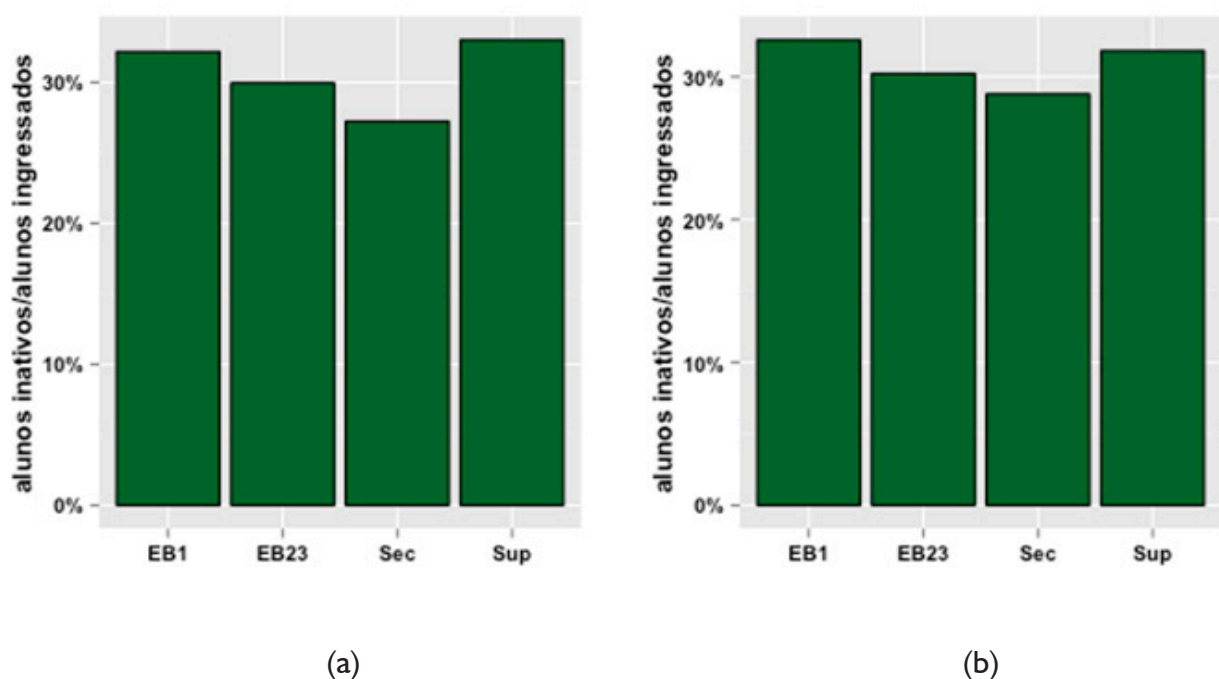 alunos inativos/alunos ingressados
30%
20%
10%
0%
EB1 EB23 Sec Sup
(a)
alunos inativos/alunos ingressados
30%
20%
10%
0%
EB1 EB23 Sec Sup
(b)